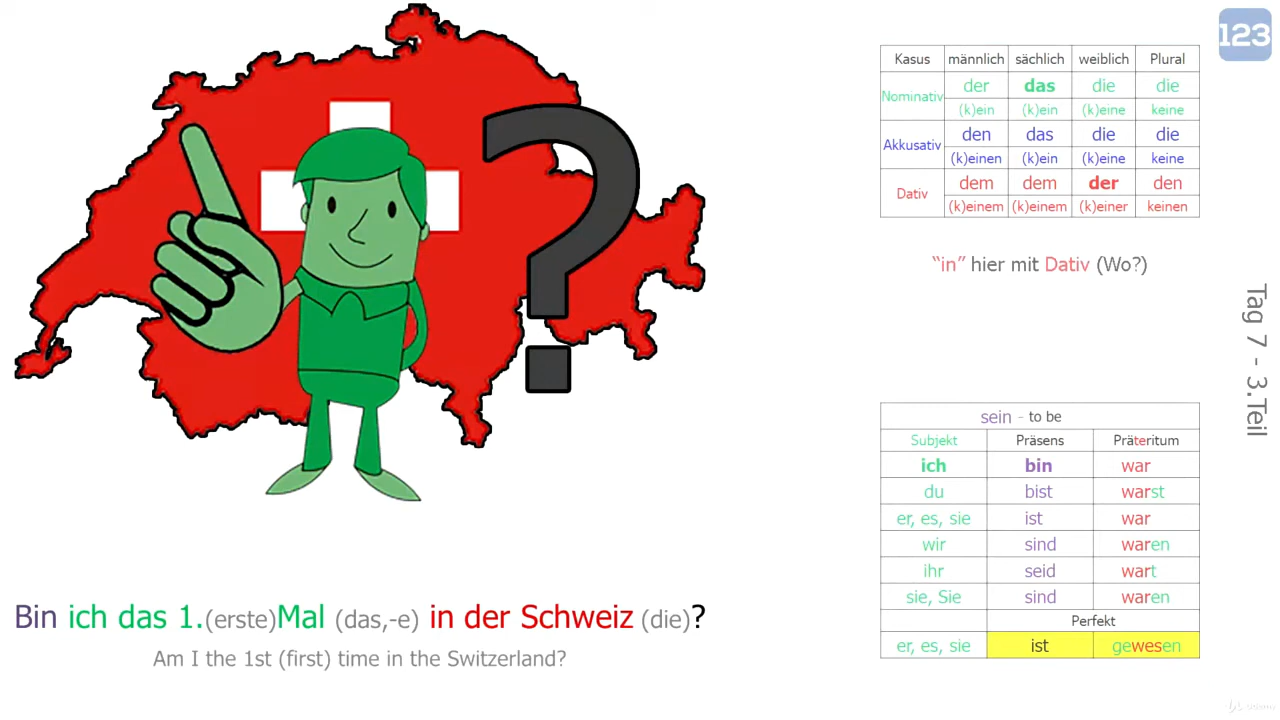 123
Kasus männlich sächlich weiblich Plural
Nominativ der das die die
(k)ein (k)ein (k)eine keine
Akkusativ den das die die
(k)einen (k)ein (k)eine keine
Dativ dem dem der den
(k)einem (k)einem (k)einer keinen
“in” hier mit Dativ (Wo?)
Tag 7 - 3.Teil
sein - to be
Subjekt Präsens Präteritum
ich bin war
du bist warst
er, es, sie ist war
wir sind waren
ihr seid wart
sie, Sie sind waren
Perfekt
er, es, sie ist gewesen
Bin ich das 1.(erste)Mal (das,-e) in der Schweiz (die)?
Am I the 1st (first) time in the Switzerland?